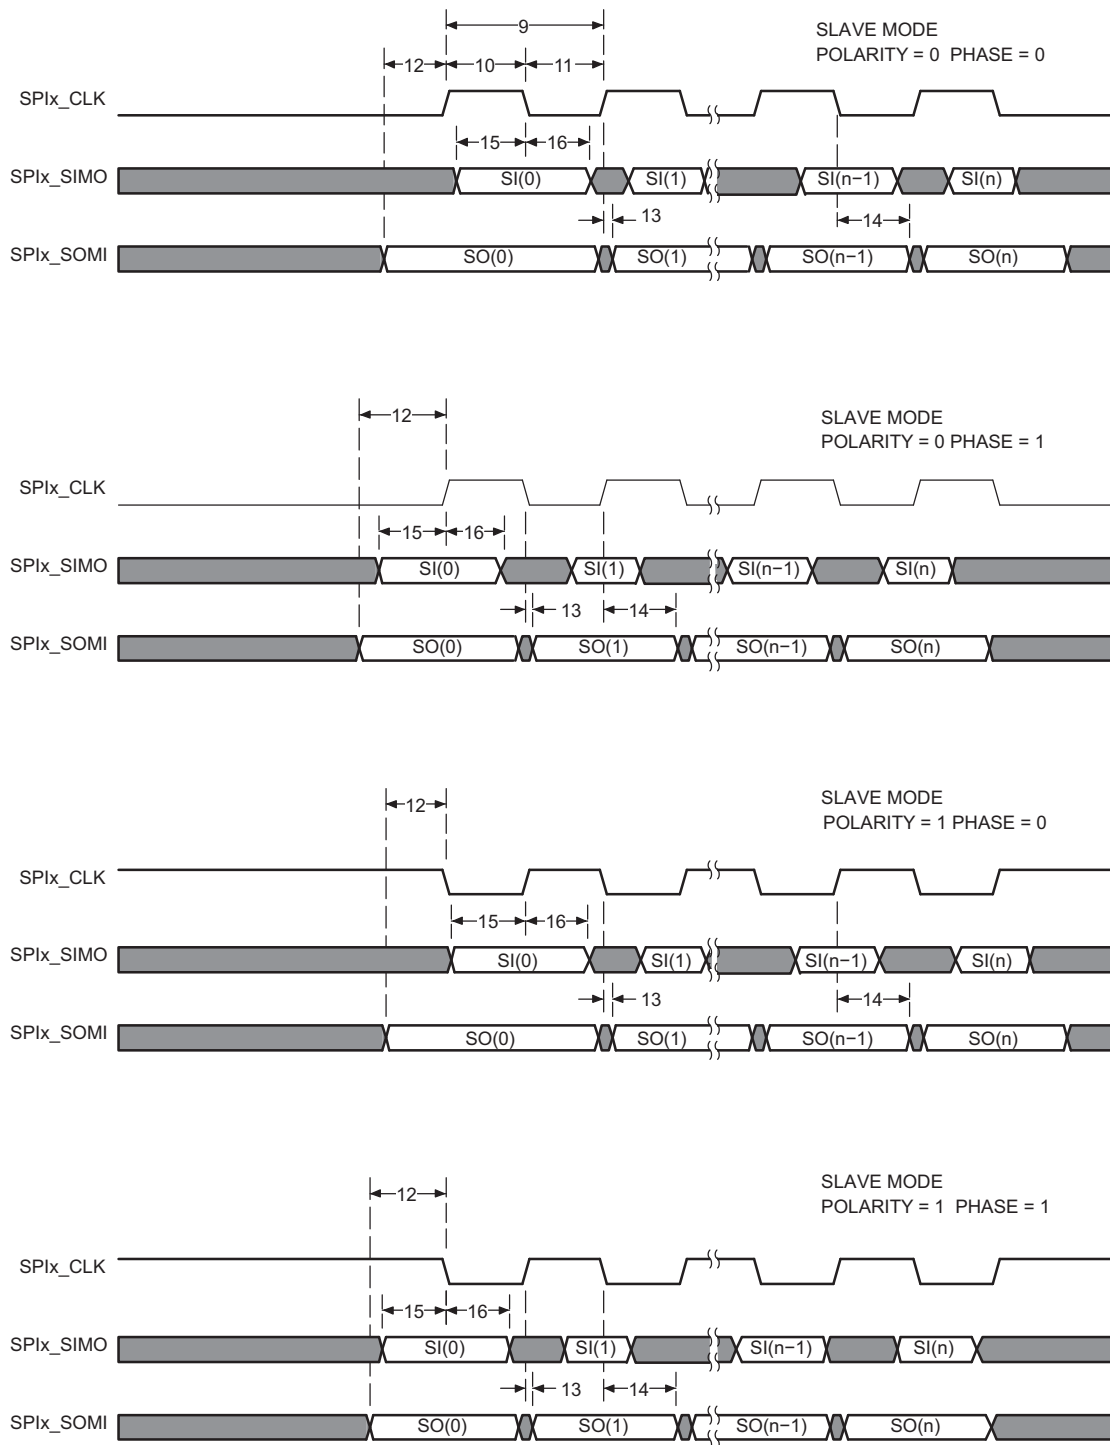 9
SLAVE MODE
POLARITY = 0 PHASE = 0
12 10 11
SPIx_CLK
15 16
SPIx_SIMO SI(0) SI(1) SI(n−1) SI(n)
13 14
SPIx_SOMI SO(0) SO(1) SO(n−1) SO(n)
12
SLAVE MODE
POLARITY = 0 PHASE = 1
SPIx_CLK
15 16
SPIx_SIMO SI(0) SI(1) SI(n−1) SI(n)
13 14
SPIx_SOMI SO(0) SO(1) SO(n−1) SO(n)
12
SLAVE MODE
POLARITY = 1 PHASE = 0
SPIx_CLK
15 16
SPIx_SIMO SI(0) SI(1) SI(n−1) SI(n)
13 14
SPIx_SOMI SO(0) SO(1) SO(n−1) SO(n)
12
SLAVE MODE
POLARITY = 1 PHASE = 1
SPIx_CLK
15 16
SPIx_SIMO SI(0) SI(1) SI(n−1) SI(n)
13 14
SPIx_SOMI SO(0) SO(1) SO(n−1) SO(n)